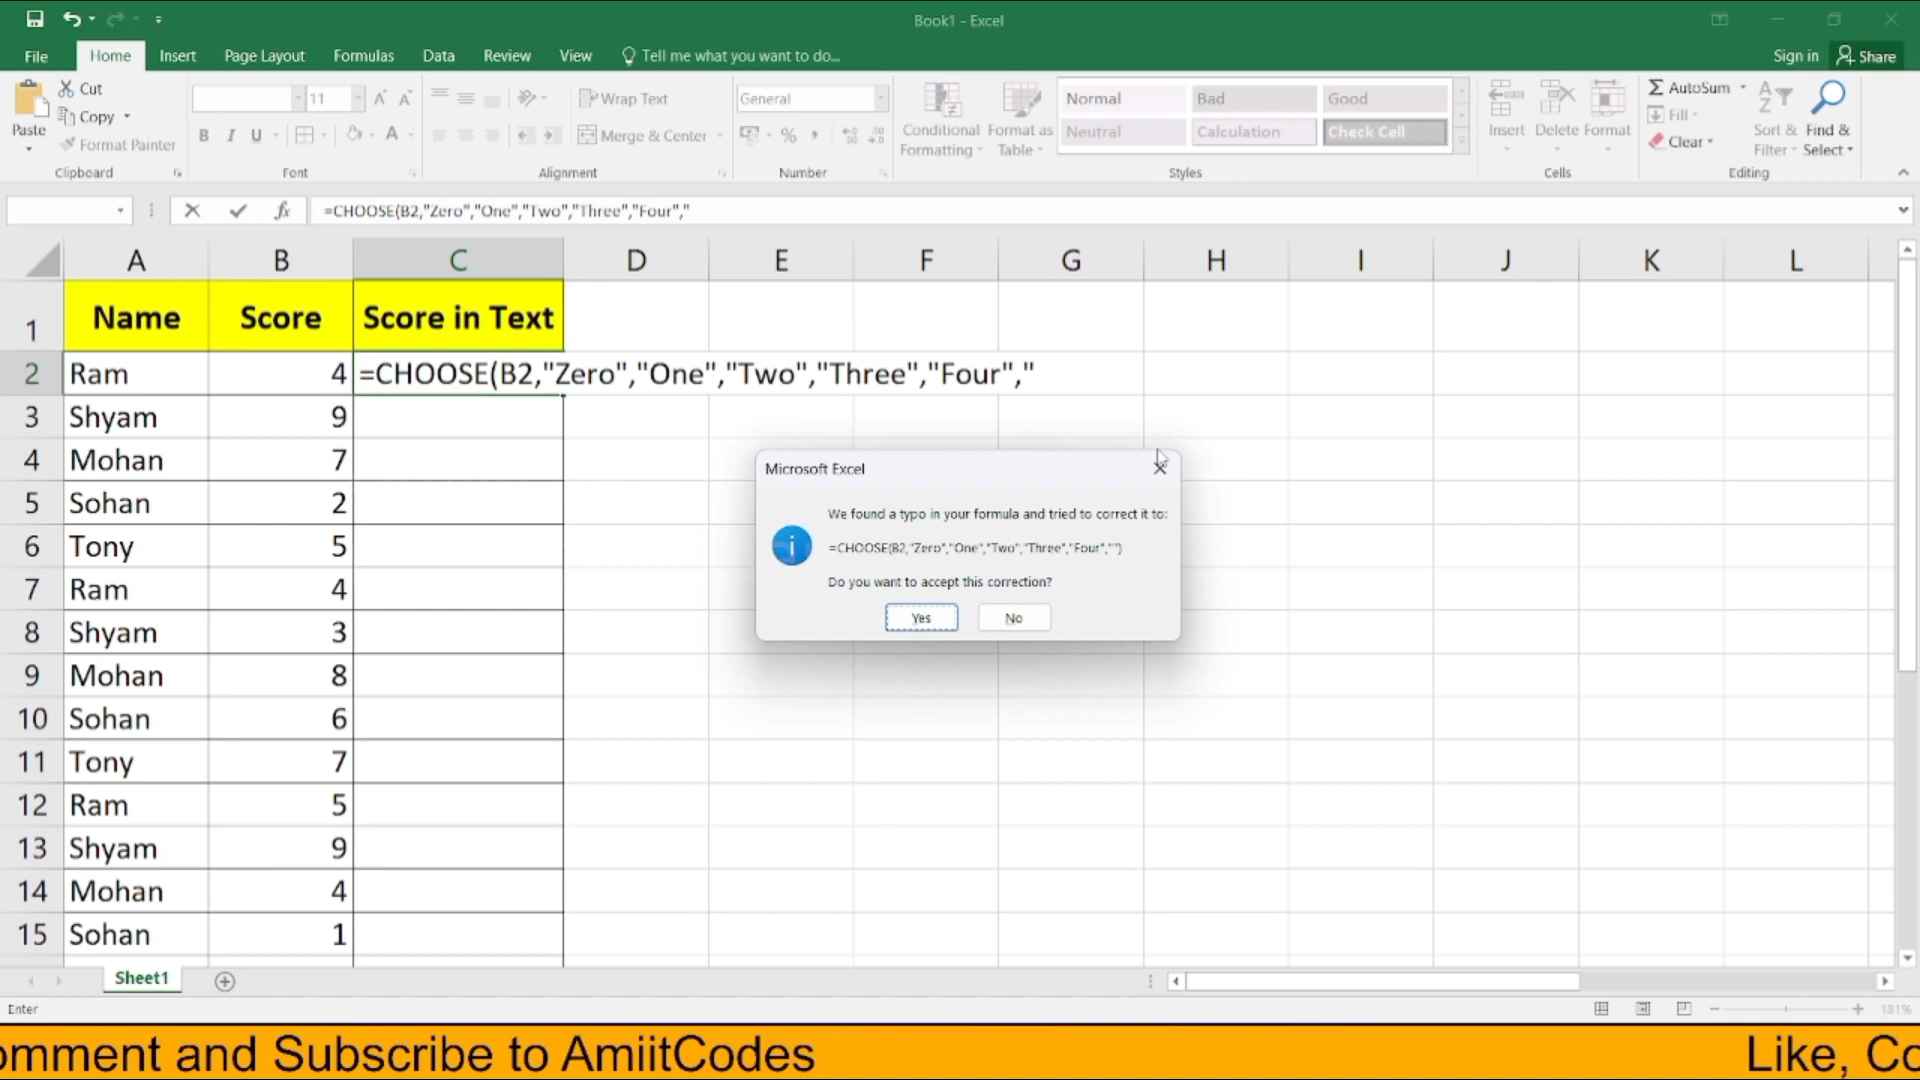 Book1 - Excel
File Home Insert Page Layout Formulas Data Review View Tell me what you want to do... Sign in Share
Cut
Copy
Format Painter
Paste
Clipboard
11
B I U A
Font
Wrap Text
Merge & Center
Alignment
General
%
Number
Conditional Formatting
Format as Table
Normal Bad Good
Neutral Calculation Check Cell
Styles
Insert Delete Format
Cells
AutoSum
Fill
Clear
Sort & Filter
Find & Select
Editing
fx =CHOOSE(B2,"Zero","One","Two","Three","Four","
A B C D E F G H I J K L
1 Name Score Score in Text
2 Ram 4 =CHOOSE(B2,"Zero","One","Two","Three","Four","
3 Shyam 9
4 Mohan 7
5 Sohan 2
6 Tony 5
7 Ram 4
8 Shyam 3
9 Mohan 8
10 Sohan 6
11 Tony 7
12 Ram 5
13 Shyam 9
14 Mohan 4
15 Sohan 1
Microsoft Excel
We found a typo in your formula and tried to correct it to:
=CHOOSE(B2,"Zero","One","Two","Three","Four","")
Do you want to accept this correction?
Yes No
Sheet1
Enter
181%
omment and Subscribe to AmiitCodes Like, Co